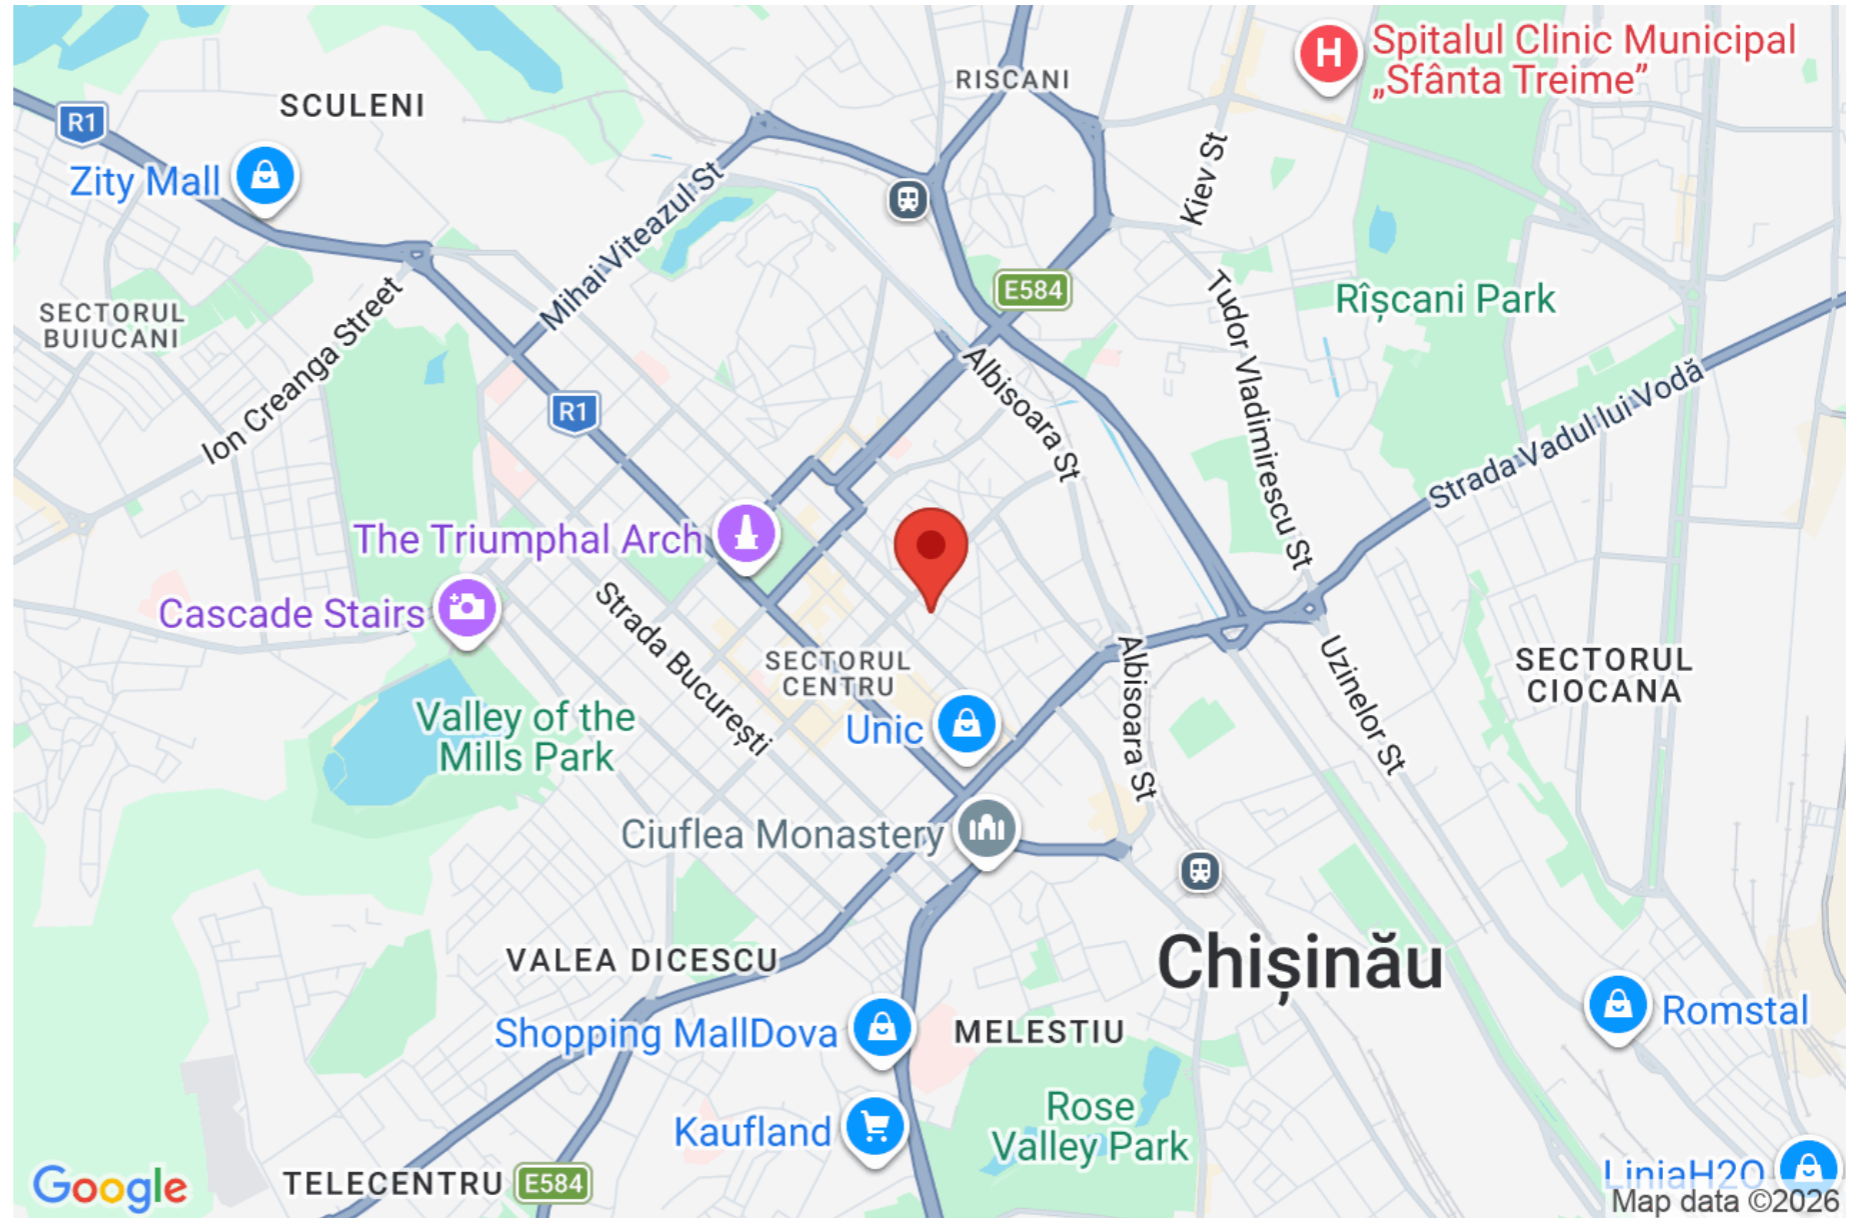 Spitalul Clinic Municipal
„Sfânta Treime”
RISCANI
SCULENI
R1
Zity Mall
Kiev St
Mihai Viteazul St
E584
Rîșcani Park
SECTORUL
BUIUCANI
Ion Creanga Street
Tudor Vladimirescu St
Albisoara St
R1
Strada Vadul lui Vodă
The Triumphal Arch
Cascade Stairs
Strada București
SECTORUL
CENTRU
Albisoara St
Uzinelor St
SECTORUL
CIOCANA
Valley of the
Mills Park
Unic
Ciuflea Monastery
VALEA DICESCU
Chișinău
Shopping MallDova
MELESTIU
Romstal
Rose
Valley Park
Kaufland
TELECENTRU
E584
LiniaH2O
Google
Map data ©2026